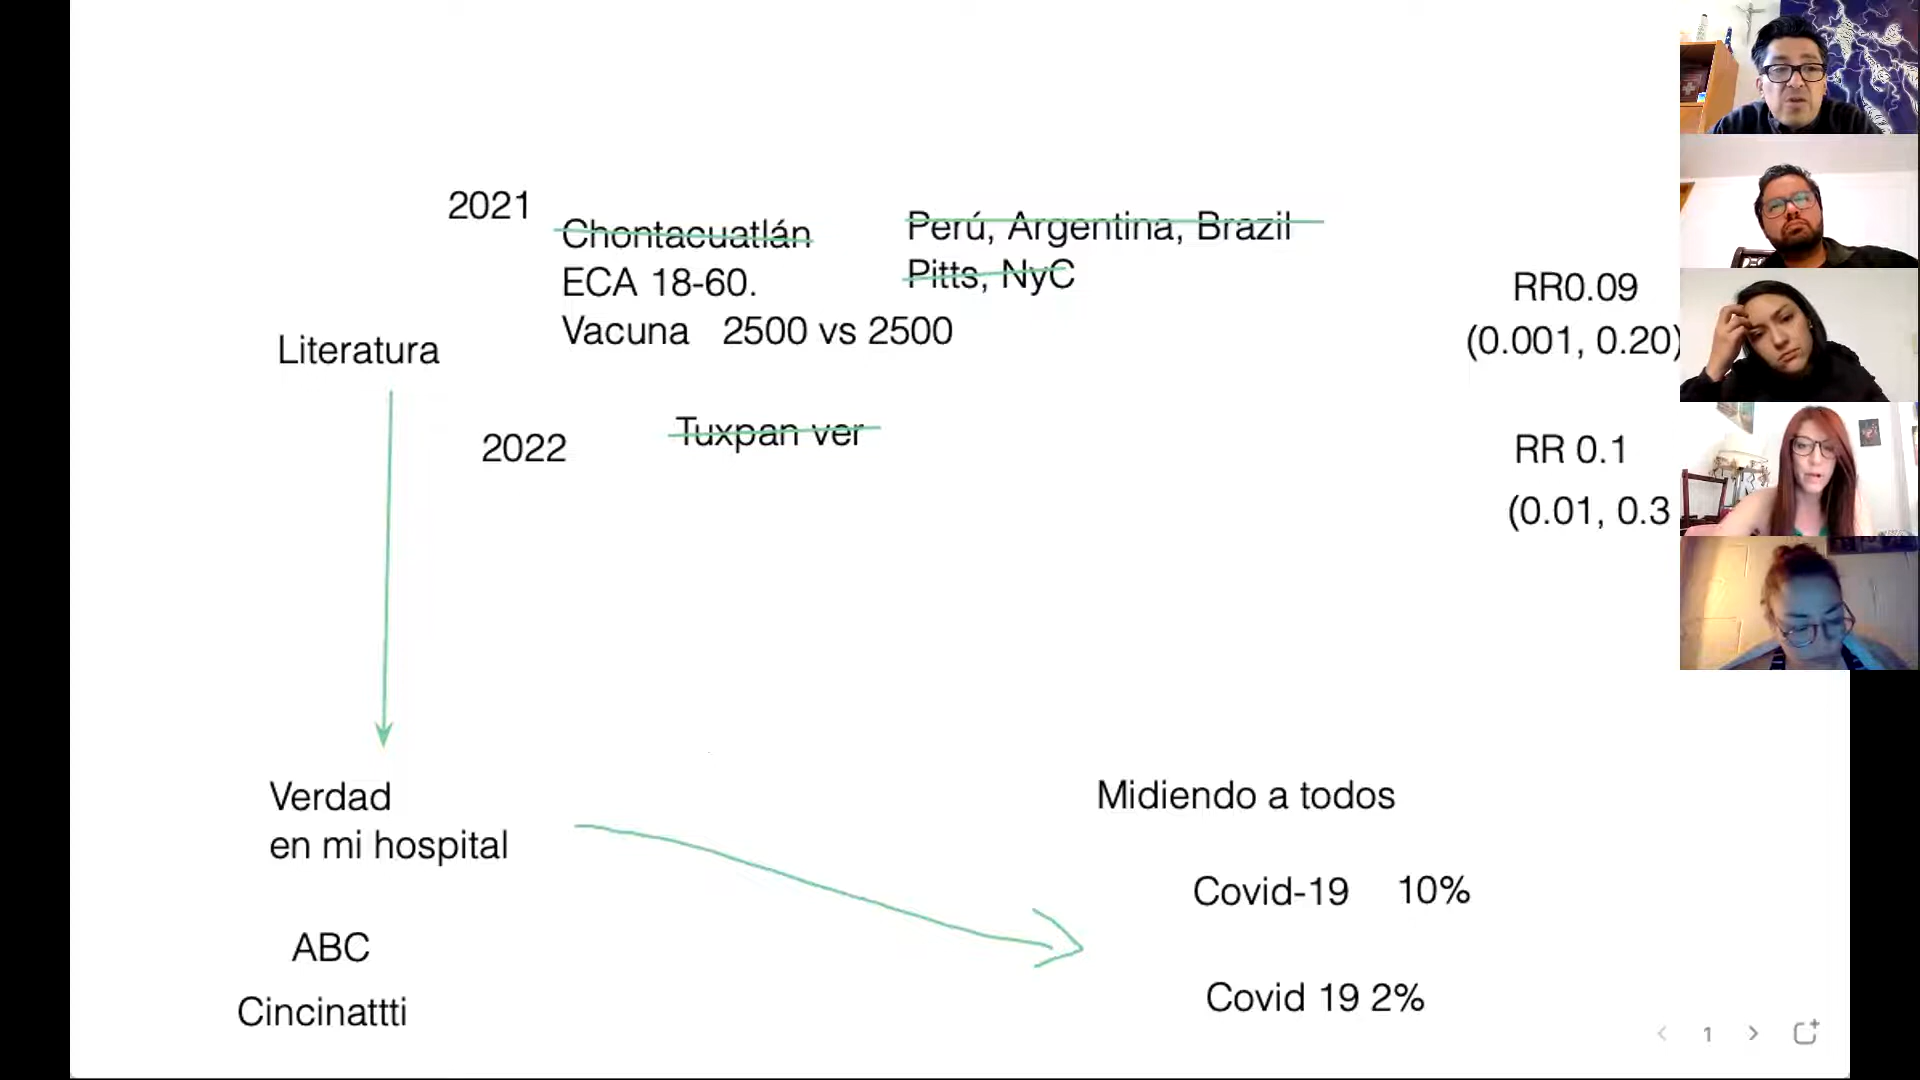 2021
Chontacuatlán
ECA 18-60.
Vacuna 2500 vs 2500
Perú, Argentina, Brazil
Pitts, NyC
RR0.09
(0.001, 0.20)
Literatura
2022
Tuxpan ver
RR 0.1
(0.01, 0.3
Verdad
en mi hospital
ABC
Cincinattti
Midiendo a todos
Covid-19 10%
Covid 19 2%
1